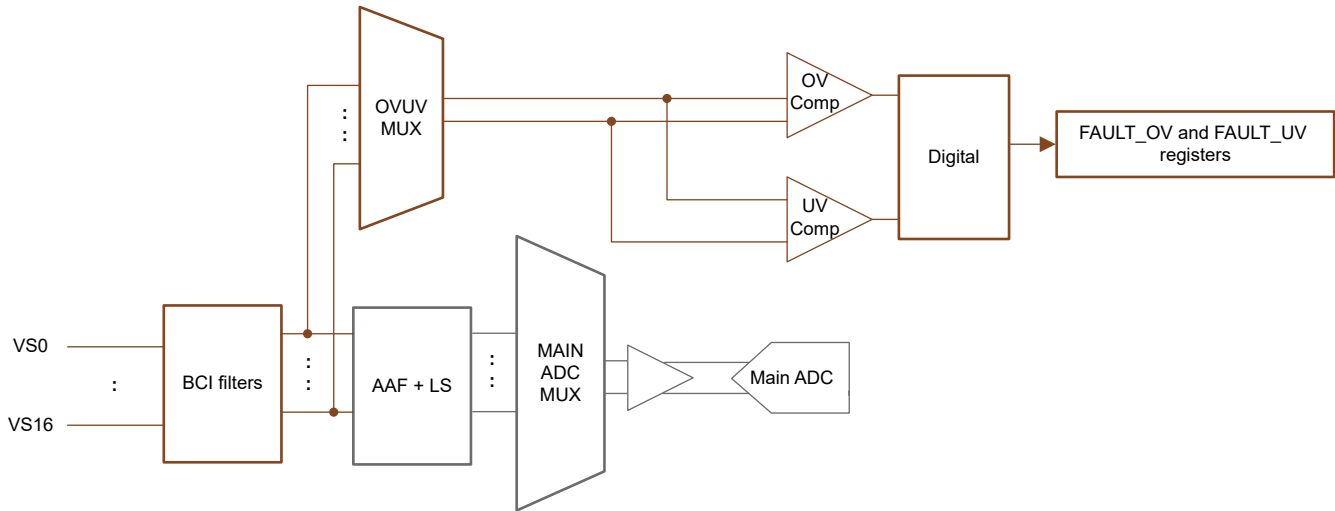 OVUV
MUX
:
:
OV
Comp
UV
Comp
Digital
FAULT_OV and FAULT_UV
registers
VS0
:
VS16
BCI filters
:
:
AAF + LS
:
:
MAIN
ADC
MUX
Main ADC